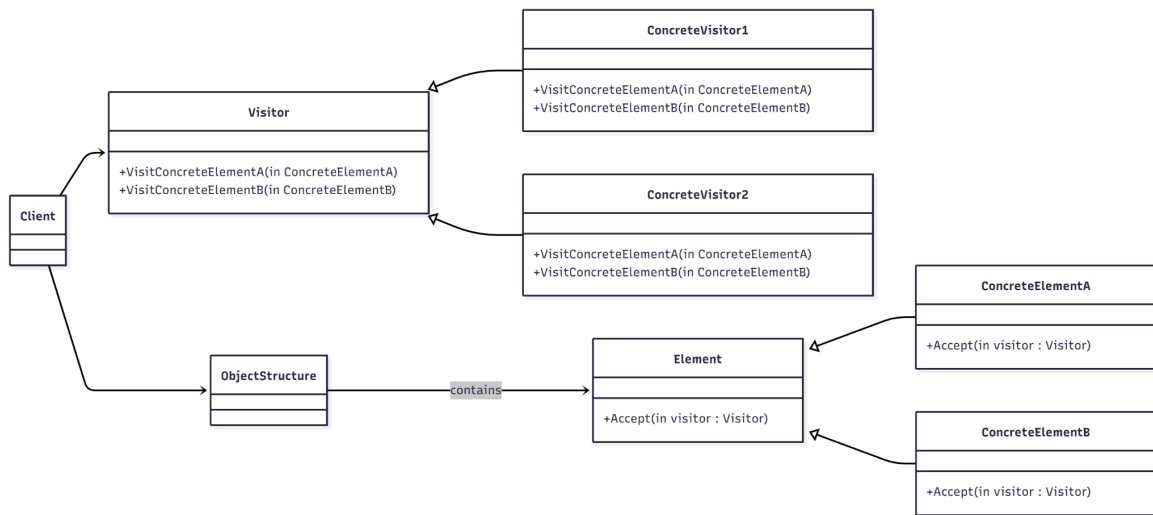 ConcreteVisitor1
+VisitConcreteElementA(in ConcreteElementA)
+VisitConcreteElementB(in ConcreteElementB)
Visitor
+VisitConcreteElementA(in ConcreteElementA)
+VisitConcreteElementB(in ConcreteElementB)
ConcreteVisitor2
+VisitConcreteElementA(in ConcreteElementA)
+VisitConcreteElementB(in ConcreteElementB)
Client
ConcreteElementA
+Accept(in visitor : Visitor)
ObjectStructure
contains
Element
+Accept(in visitor : Visitor)
ConcreteElementB
+Accept(in visitor : Visitor)